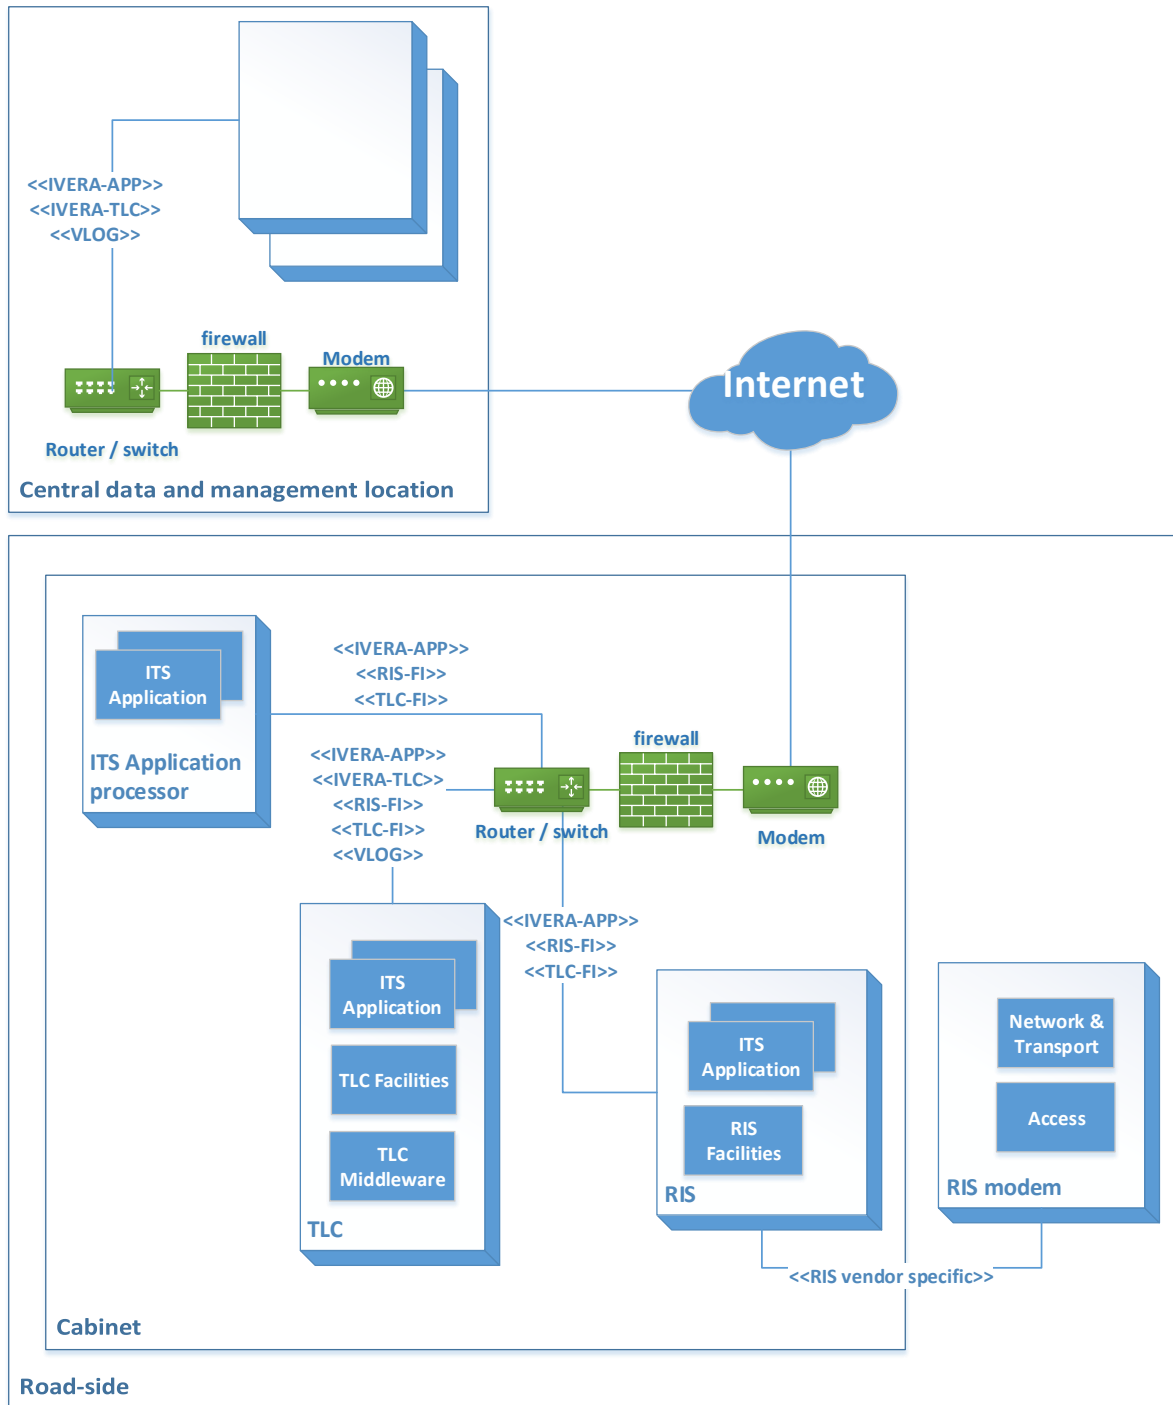 <<IVERA-APP>>
<<IVERA-TLC>>
<<VLOG>>
firewall
Modem
Router / switch
Central data and management location
Internet
ITS
Application
ITS Application
processor
<<IVERA-APP>>
<<RIS-FI>>
<<TLC-FI>>
<<IVERA-APP>>
<<IVERA-TLC>>
<<RIS-FI>>
<<TLC-FI>>
<<VLOG>>
firewall
Router / switch
Modem
<<IVERA-APP>>
<<RIS-FI>>
<<TLC-FI>>
ITS
Application
TLC Facilities
TLC
Middleware
TLC
ITS
Application
RIS
Facilities
RIS
Network &
Transport
Access
RIS modem
<<RIS vendor specific>>
Cabinet
Road-side